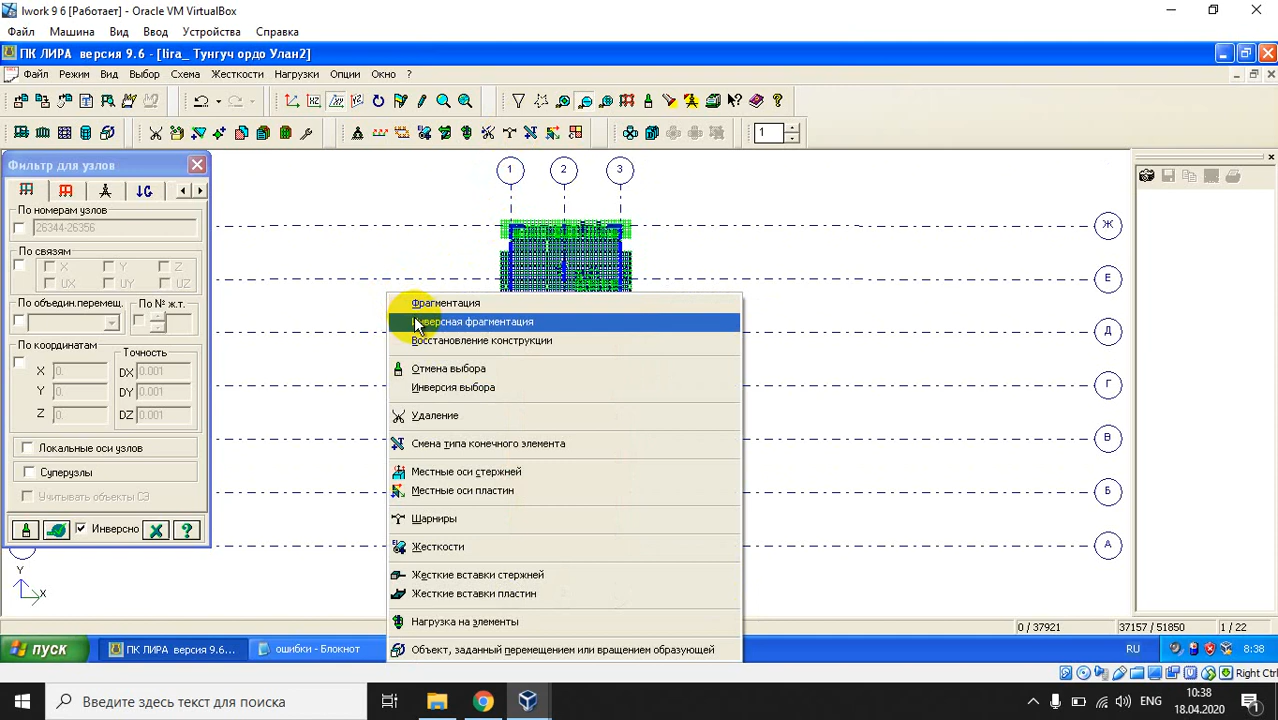 Iwork 9 6 [Работает] - Oracle VM VirtualBox
Файл Машина Вид Ввод Устройства Справка
ПК ЛИРА версия 9.6 - [lira_ Тунгуч ордо Улан2]
Файл Режим Вид Выбор Схема Жесткости Нагрузки Опции Окно ?
1
Фильтр для узлов
1 2 3
По номерам узлов
26344-26356
Ж
По связям
X Y Z
UX UY UZ
Е
По объедин.перемещ. По № ж.т.
Фрагментация
Инверсная фрагментация
Д
Восстановление конструкции
По координатам Точность
X 0. DX 0.001
Y 0. DY 0.001
Z 0. DZ 0.001
Отмена выбора
Инверсия выбора
Г
Удаление
Локальные оси узлов
Смена типа конечного элемента
В
Суперузлы
Местные оси стержней
Местные оси пластин
Б
Учитывать объекты СЭ
Шарниры
Инверсно
Жесткости
А
Y
X
Жесткие вставки стержней
Жесткие вставки пластин
Нагрузка на элементы
0 / 37921 37157 / 51850 1 / 22
Объект, заданный перемещением или вращением образующей
пуск ПК ЛИРА версия 9.6... ошибки - Блокнот RU 8:38
Right Ctrl
Введите здесь текст для поиска
ENG
10:38
18.04.2020
1